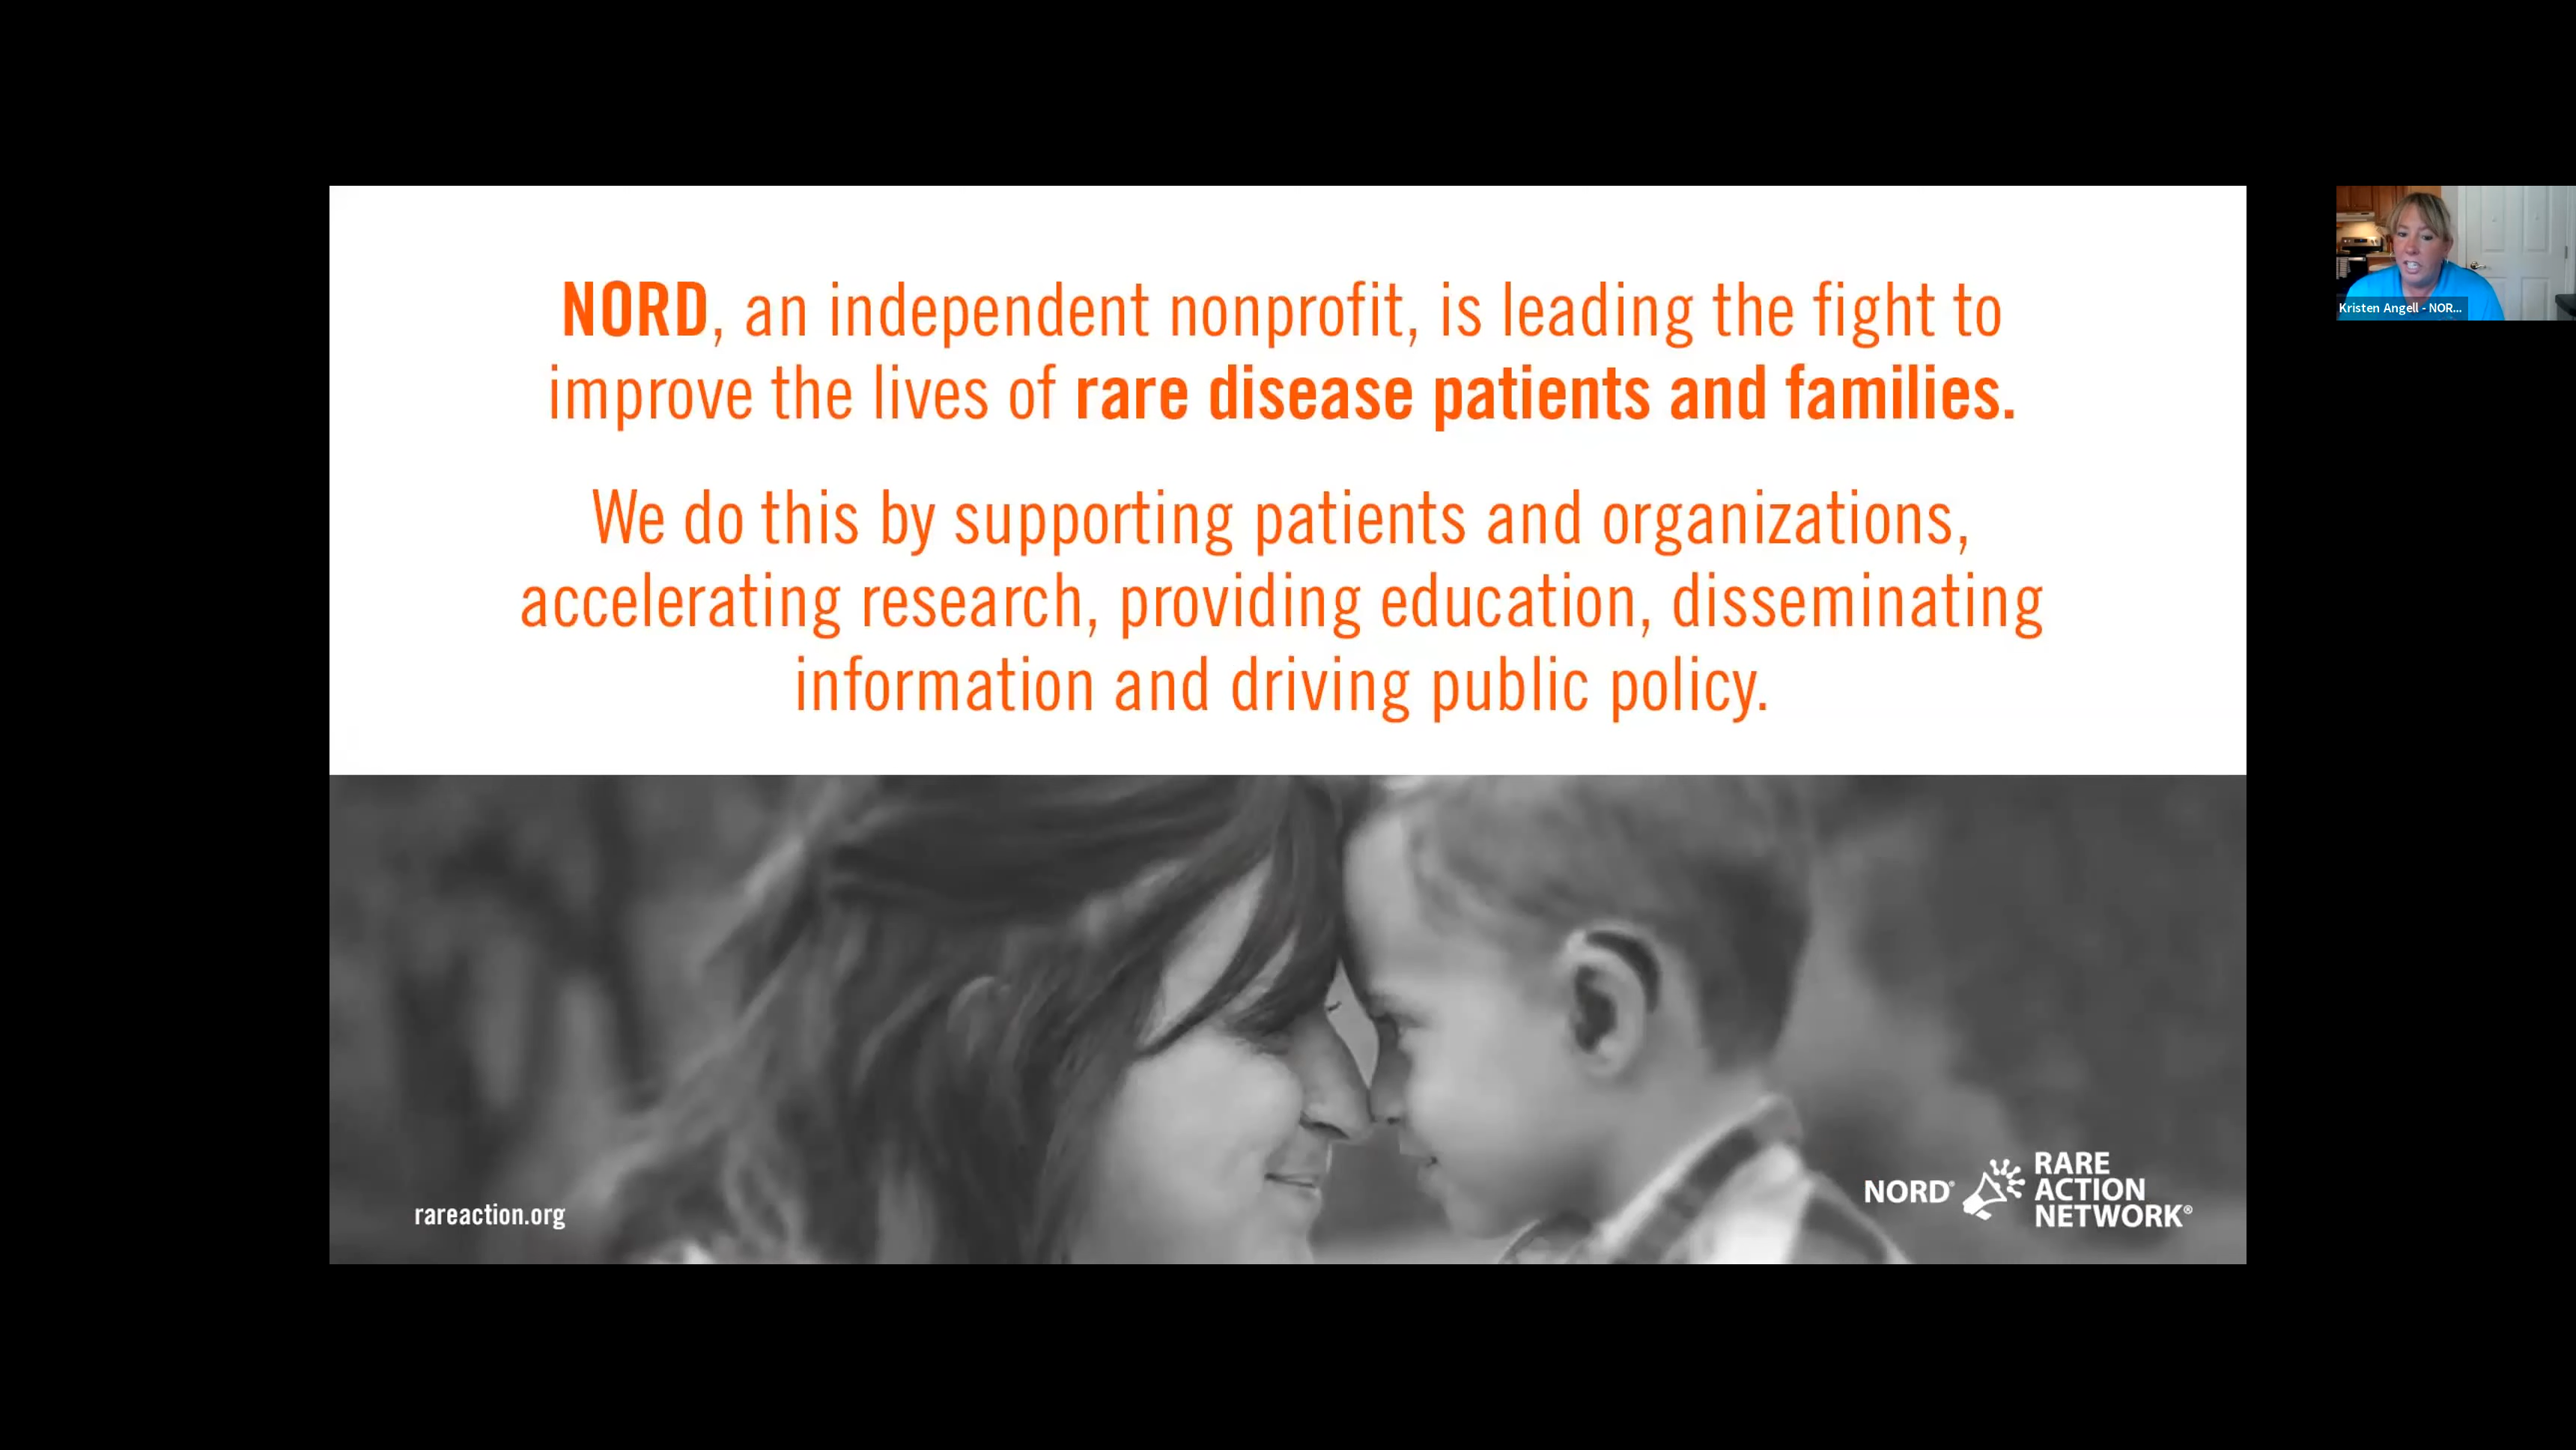 NORD, an independent nonprofit, is leading the fight to
improve the lives of rare disease patients and families.
We do this by supporting patients and organizations,
accelerating research, providing education, disseminating
information and driving public policy.
rareaction.org
NORD®
RARE
ACTION
NETWORK®
Kristen Angell - NOR...